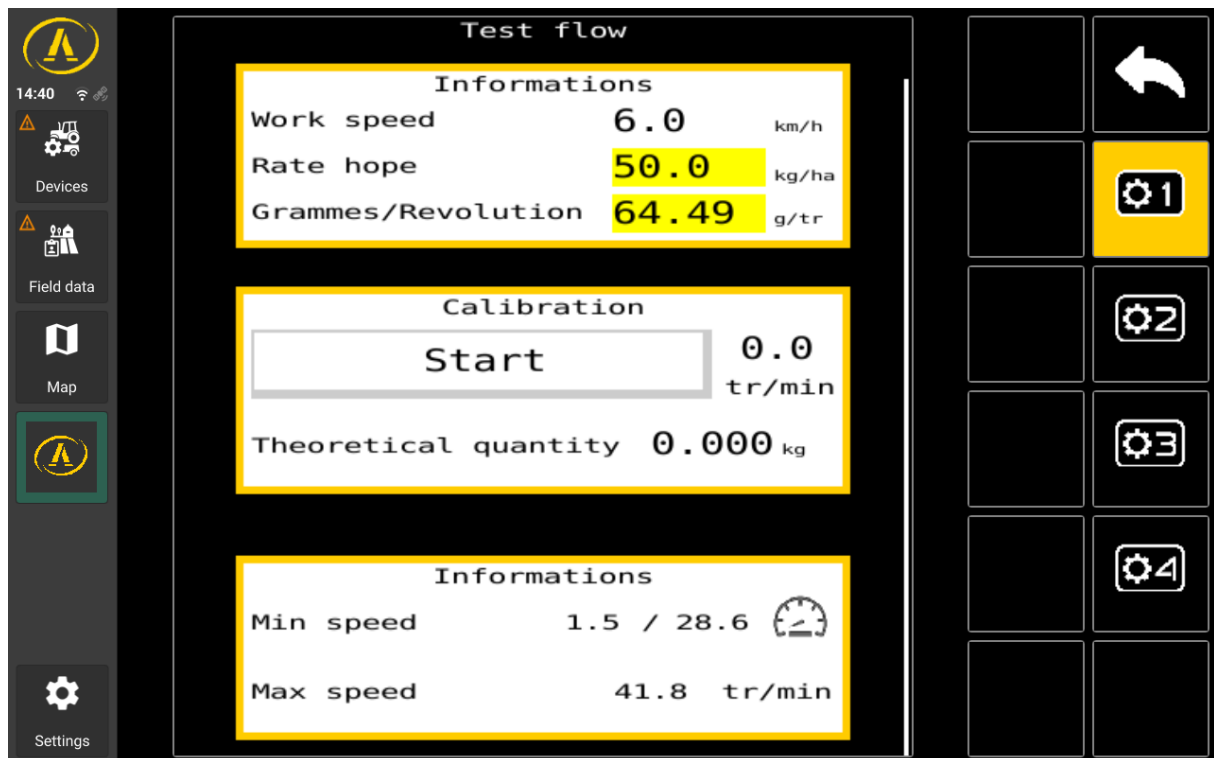 Test flow
14:40
Devices
Field data
Map
Settings
Informations
Work speed 6.0 km/h
Rate hope 50.0 kg/ha
Grammes/Revolution 64.49 g/tr
Calibration
Start 0.0
tr/min
Theoretical quantity 0.000 kg
Informations
Min speed 1.5 / 28.6
Max speed 41.8 tr/min
1
2
3
4